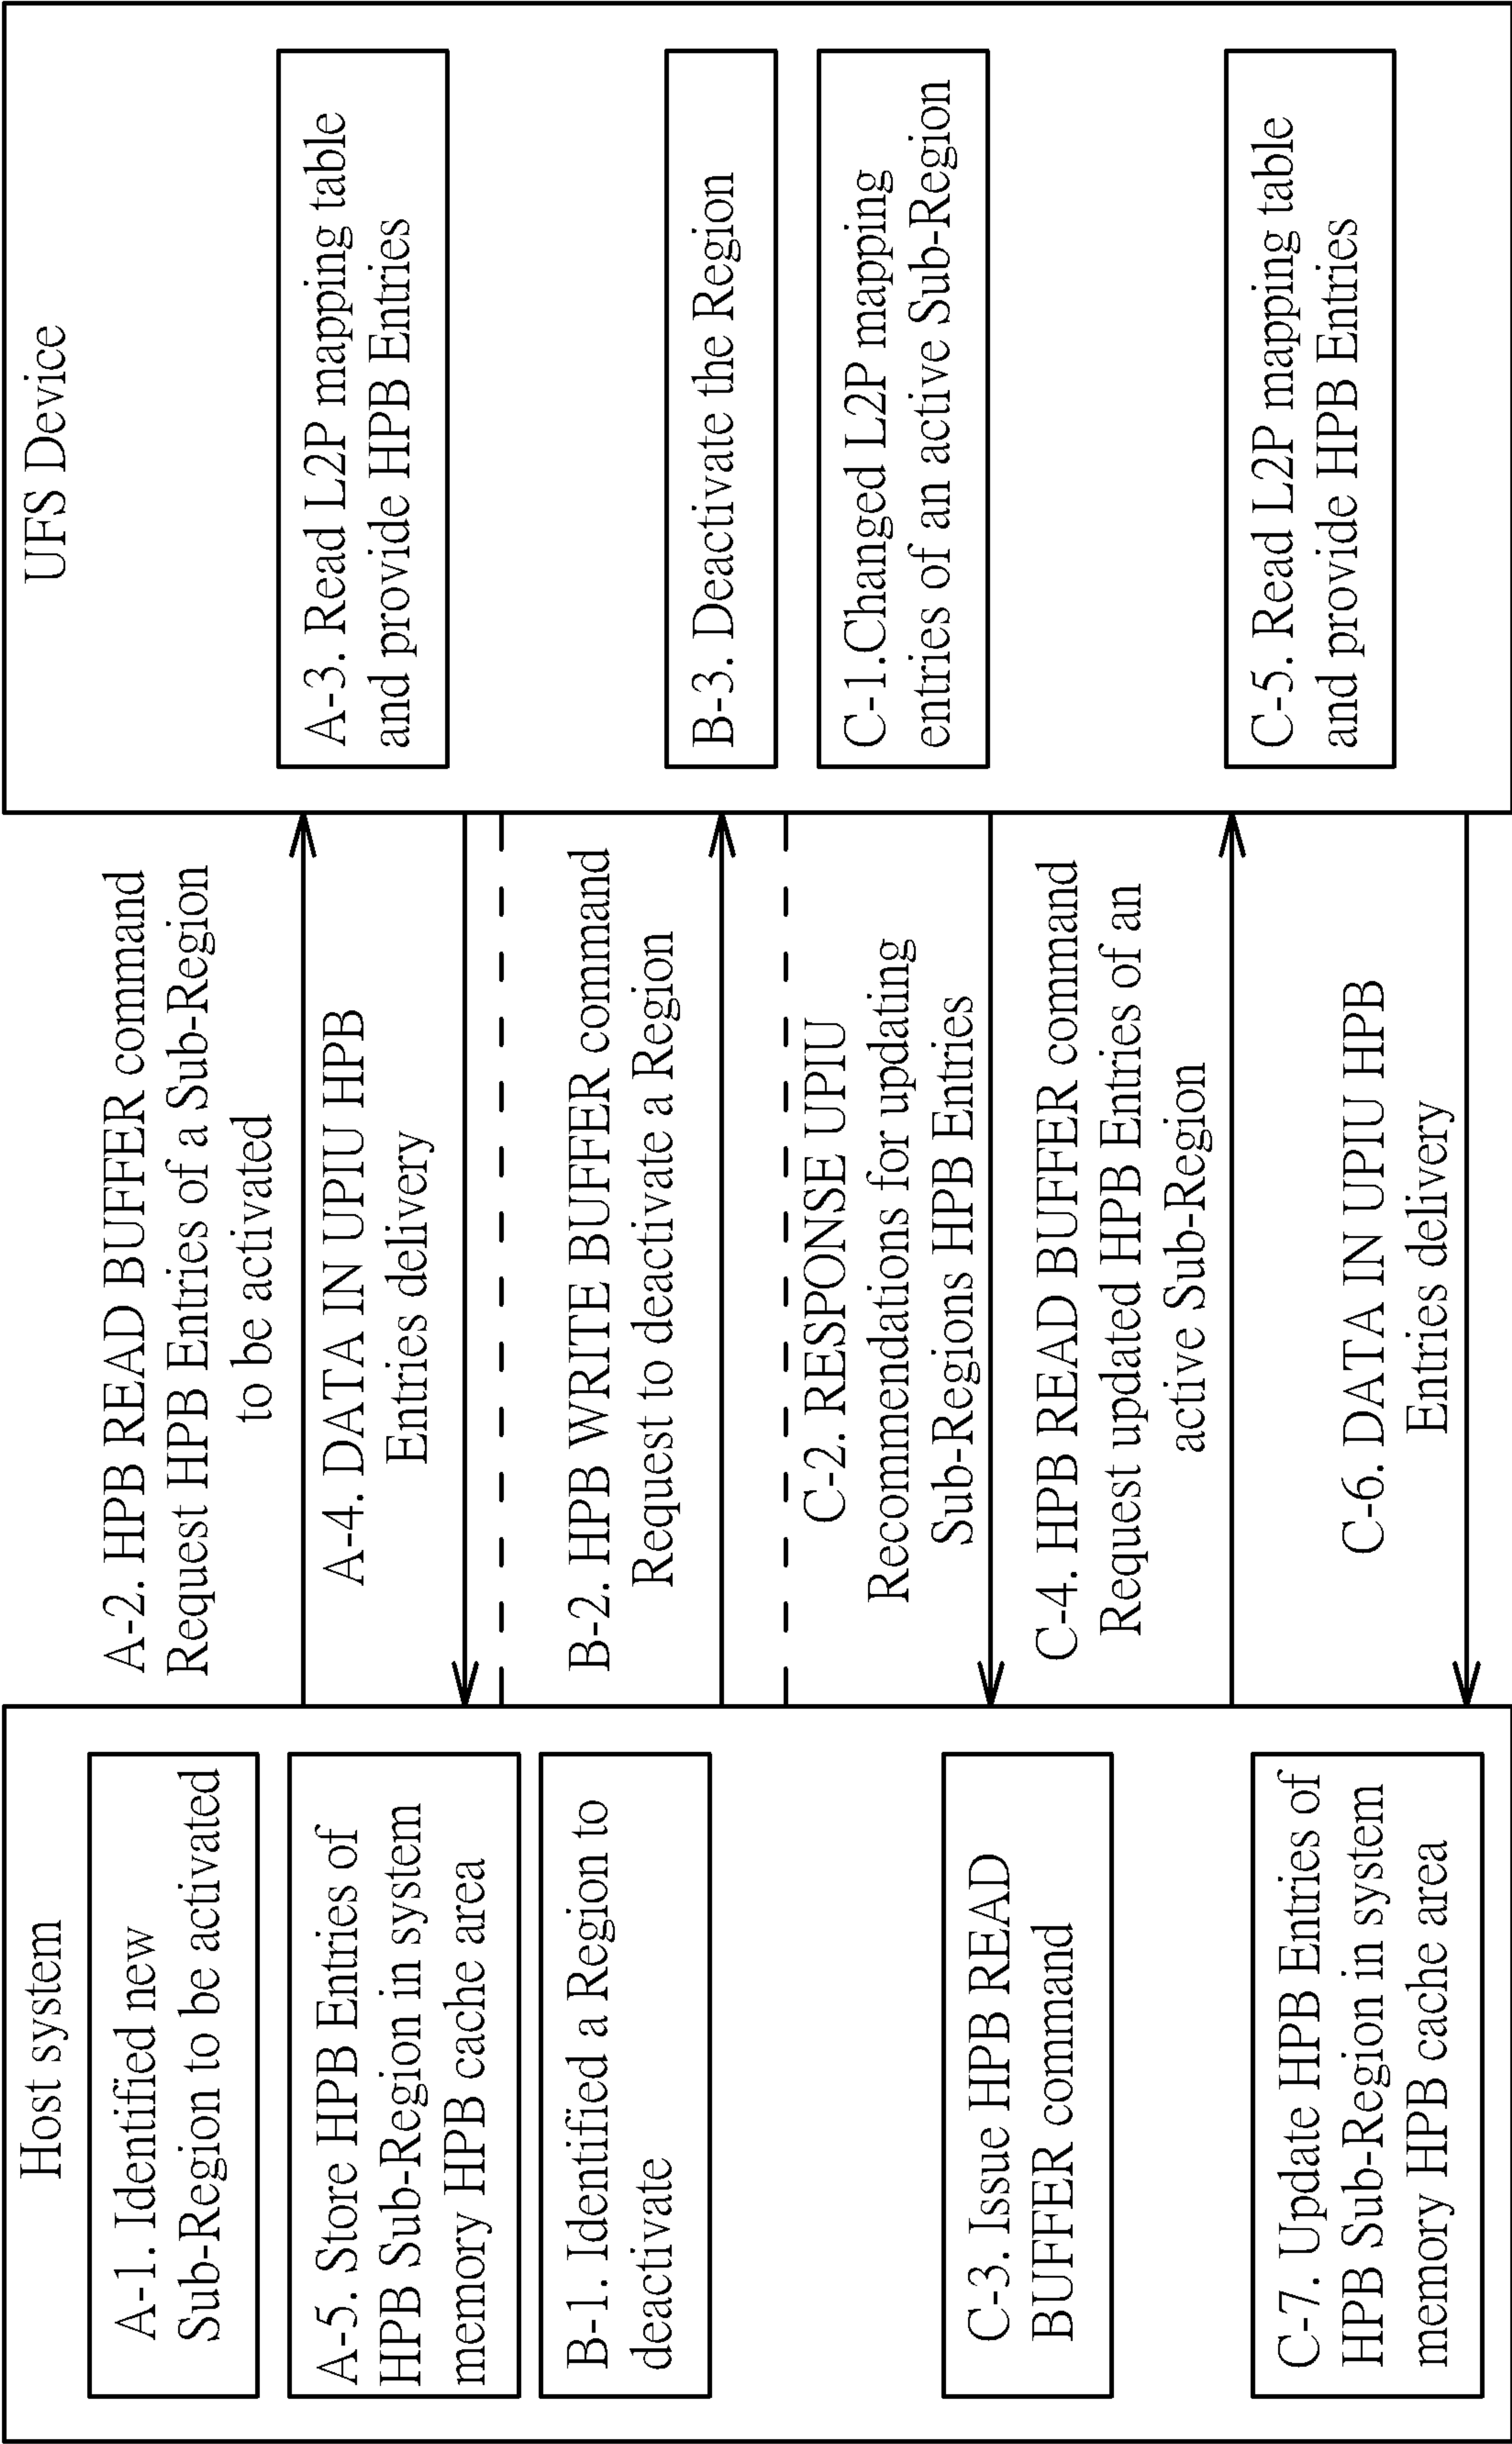 Host system
A-1. Identified new
Sub-Region to be activated
A-5. Store HPB Entries of
HPB Sub-Region in system
memory HPB cache area
B-1. Identified a Region to
deactivate
C-3. Issue HPB READ
BUFFER command
C-7. Update HPB Entries of
HPB Sub-Region in system
memory HPB cache area
A-2. HPB READ BUFFER command
Request HPB Entries of a Sub-Region
to be activated
A-4. DATA IN UPIU HPB
Entries delivery
B-2. HPB WRITE BUFFER command
Request to deactivate a Region
C-2. RESPONSE UPIU
Recommendations for updating
Sub-Regions HPB Entries
C-4. HPB READ BUFFER command
Request updated HPB Entries of an
active Sub-Region
C-6. DATA IN UPIU HPB
Entries delivery
UFS Device
A-3. Read L2P mapping table
and provide HPB Entries
B-3. Deactivate the Region
C-1.Changed L2P mapping
entries of an active Sub-Region
C-5. Read L2P mapping table
and provide HPB Entries